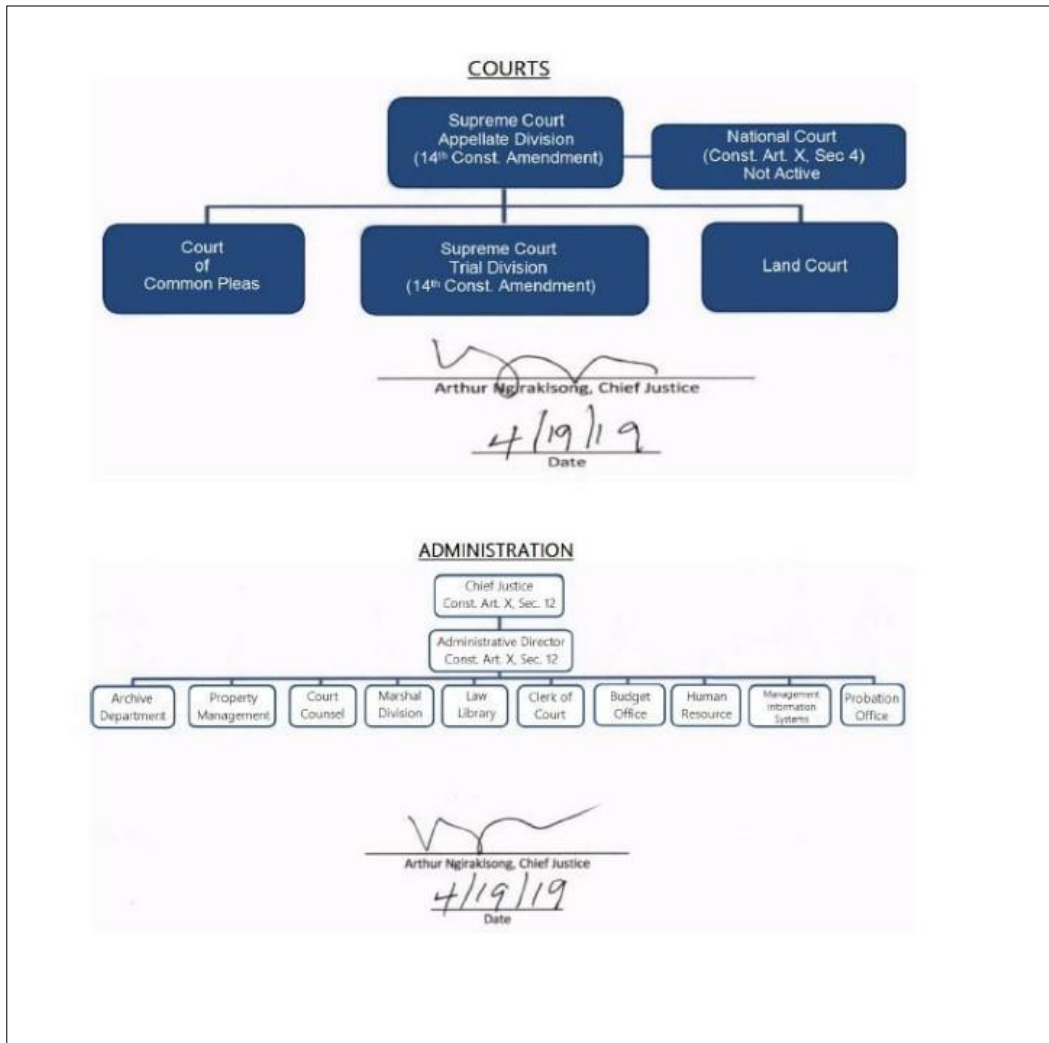 COURTS
Supreme Court
Appellate Division
(14th Const. Amendment)
National Court
(Const. Art. X, Sec 4)
Not Active
Court
of
Common Pleas
Supreme Court
Trial Division
(14th Const. Amendment)
Land Court
Arthur Ngiraklsong, Chief Justice
4/19/19
Date
ADMINISTRATION
Chief Justice
Const. Art. X, Sec. 12
Administrative Director
Const. Art. X, Sec. 12
Archive
Department
Property
Management
Court
Counsel
Marshal
Division
Law
Library
Clerk of
Court
Budget
Office
Human
Resource
Management
Information
Systems
Probation
Office
Arthur Ngiraklsong, Chief Justice
4/19/19
Date